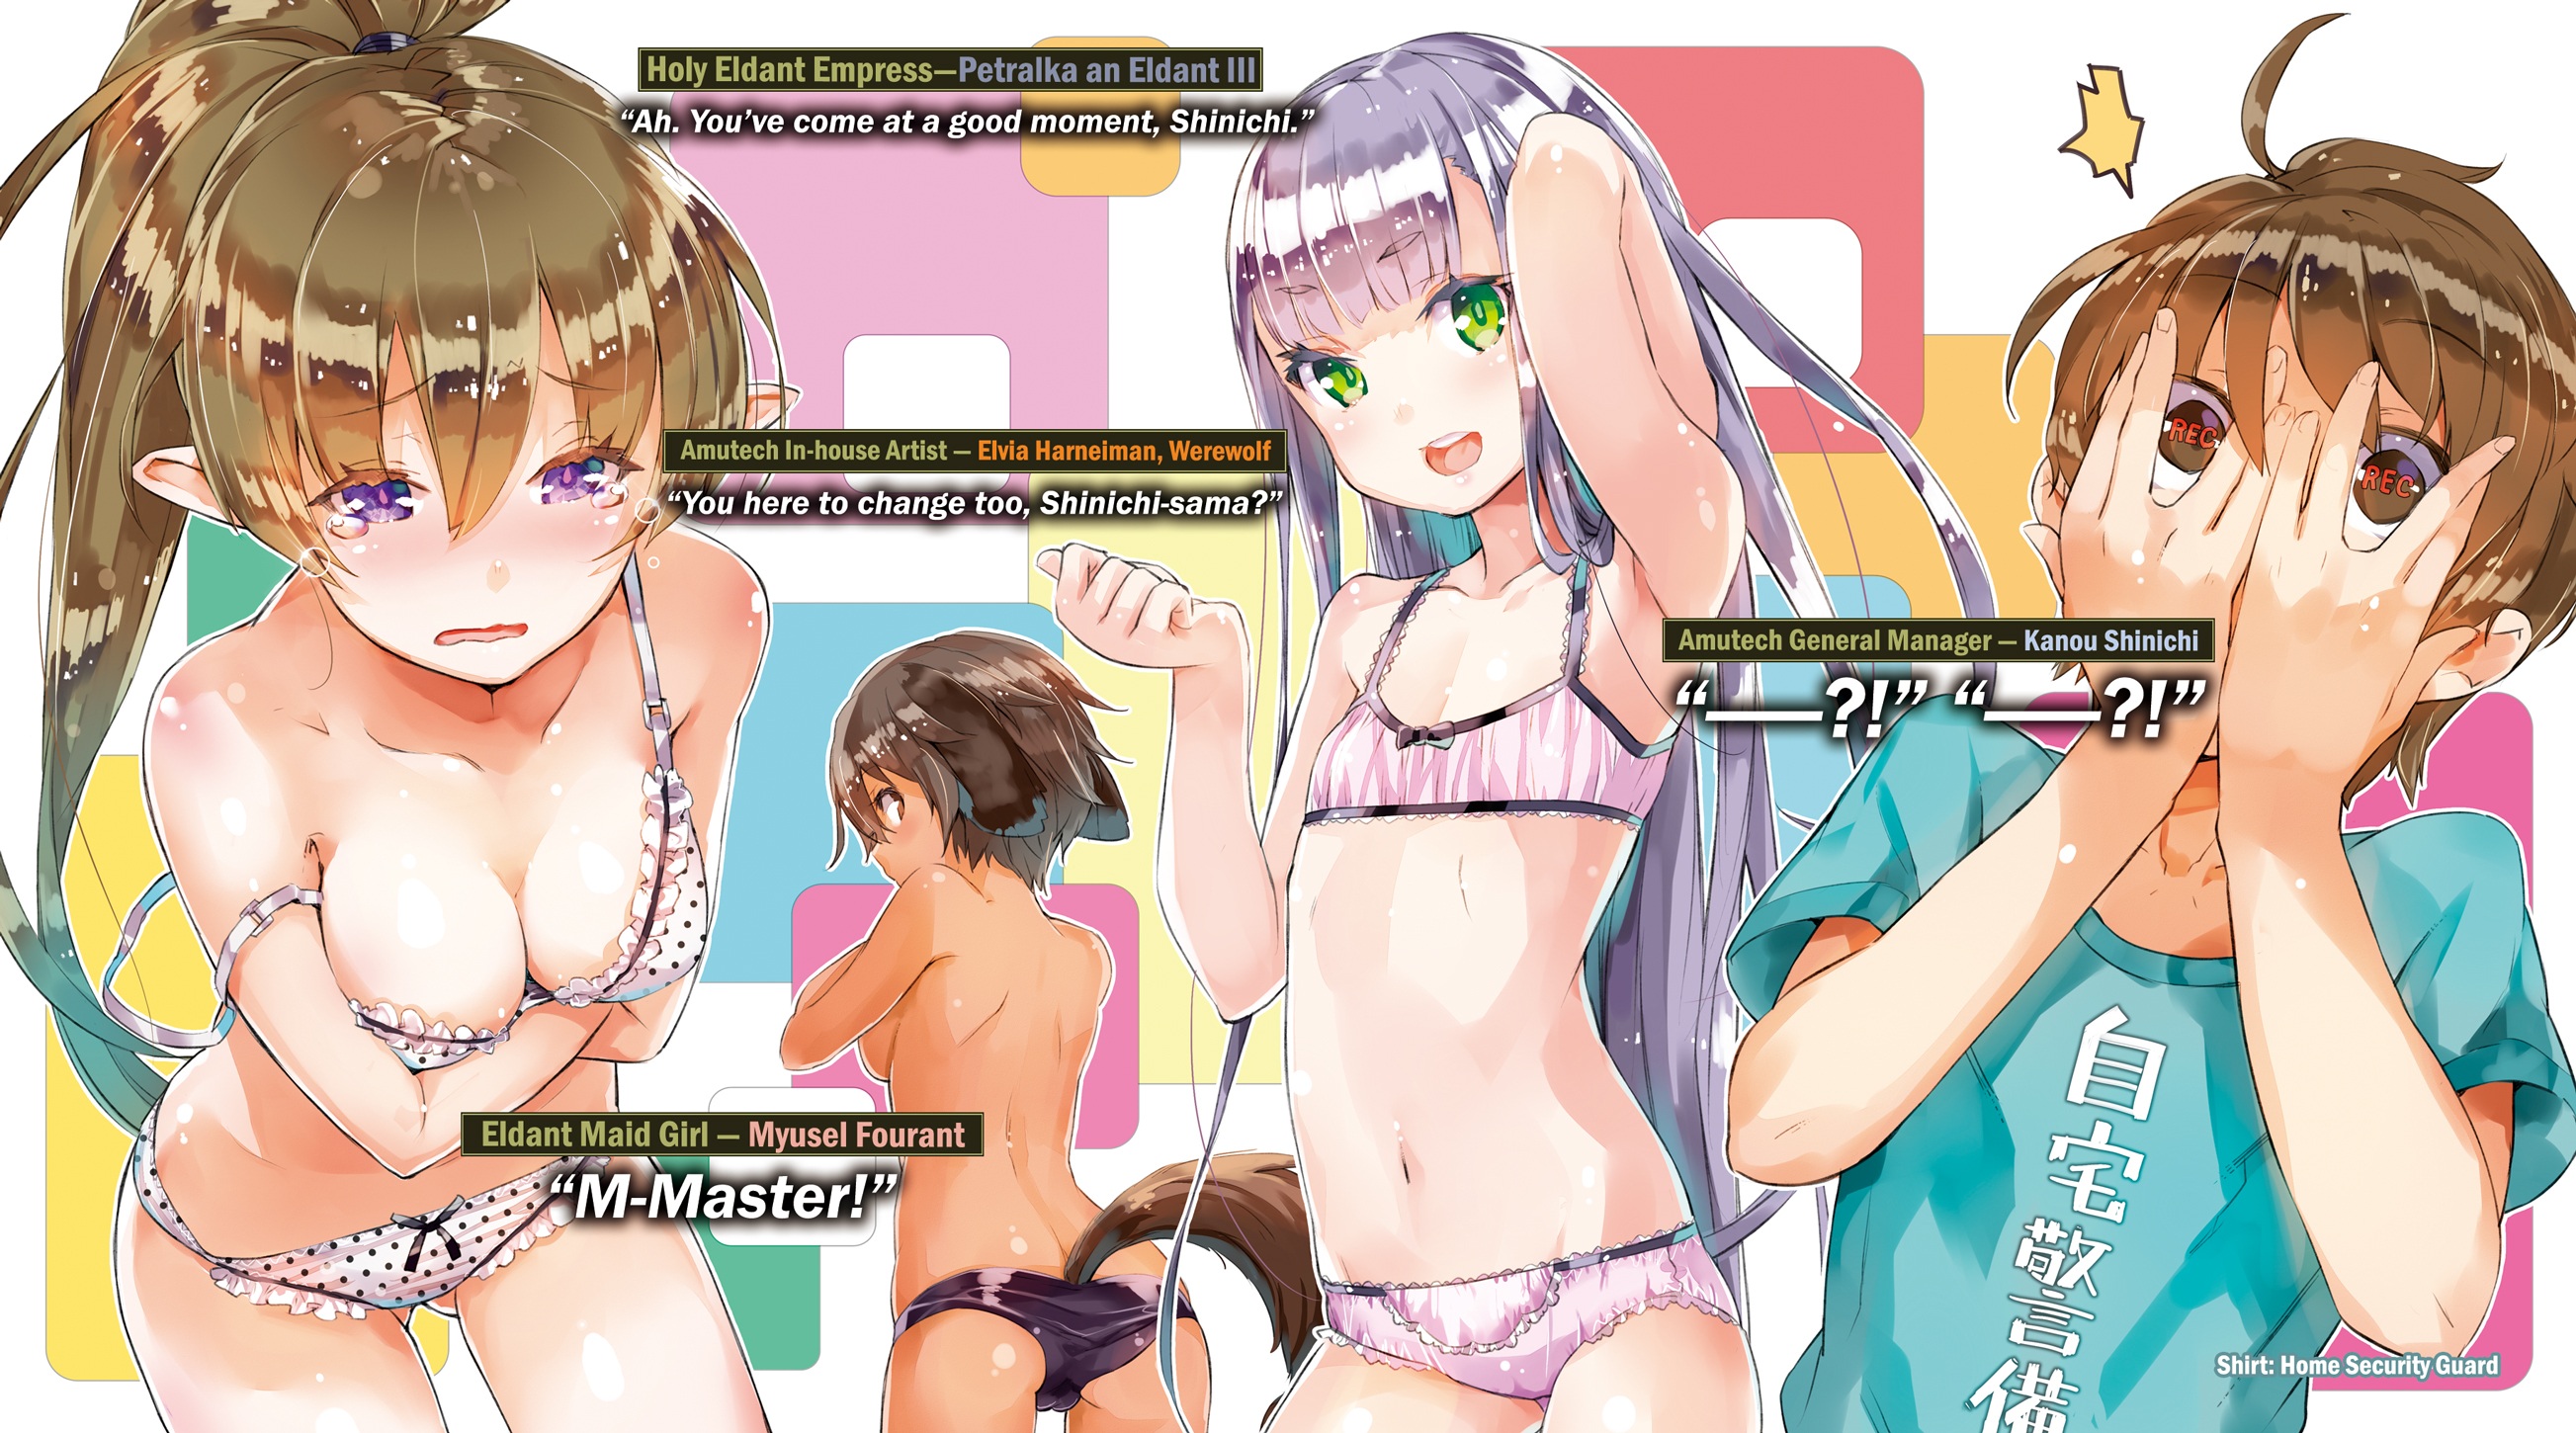 Holy Eldant Empress—Petralka an Eldant III
“Ah. You’ve come at a good moment, Shinichi.”
Amutech In-house Artist — Elvia Harneiman, Werewolf
“You here to change too, Shinichi-sama?”
REC
REC
Amutech General Manager — Kanou Shinichi
“——?!” “——?!”
Eldant Maid Girl — Myusel Fourant
“M-Master!”
自宅警備
Shirt: Home Security Guard